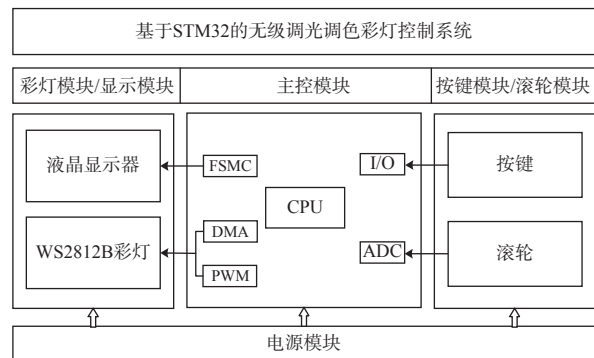 基于STM32的无级调光调色彩灯控制系统
彩灯模块/显示模块
主控模块
按键模块/滚轮模块
液晶显示器
FSMC
I/O
按键
CPU
WS2812B彩灯
DMA
PWM
ADC
滚轮
电源模块